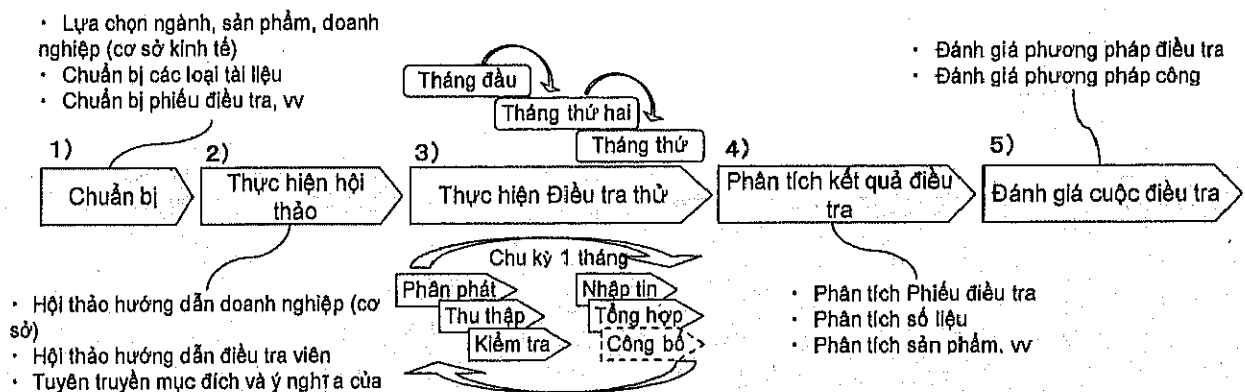 · Lựa chọn ngành, sản phẩm, doanh
nghiệp (cơ sở kinh tế)
· Chuẩn bị các loại tài liệu
· Chuẩn bị phiếu điều tra, vv
Tháng đầu
Tháng thứ hai
Tháng thứ
· Đánh giá phương pháp điều tra
· Đánh giá phương pháp công
1)
Chuẩn bị
2)
Thực hiện hội
thảo
3)
Thực hiện Điều tra thử
4)
Phân tích kết quả điều
tra
5)
Đánh giá cuộc điều tra
· Hội thảo hướng dẫn doanh nghiệp (cơ
sở)
· Hội thảo hướng dẫn điều tra viên
· Tuyên truyền mục đích và ý nghĩa của
Chu kỳ 1 tháng
Phân phát
Thu thập
Kiểm tra
Nhập tin
Tổng hợp
Công bố
· Phân tích Phiếu điều tra
· Phân tích số liệu
· Phân tích sản phẩm, vv